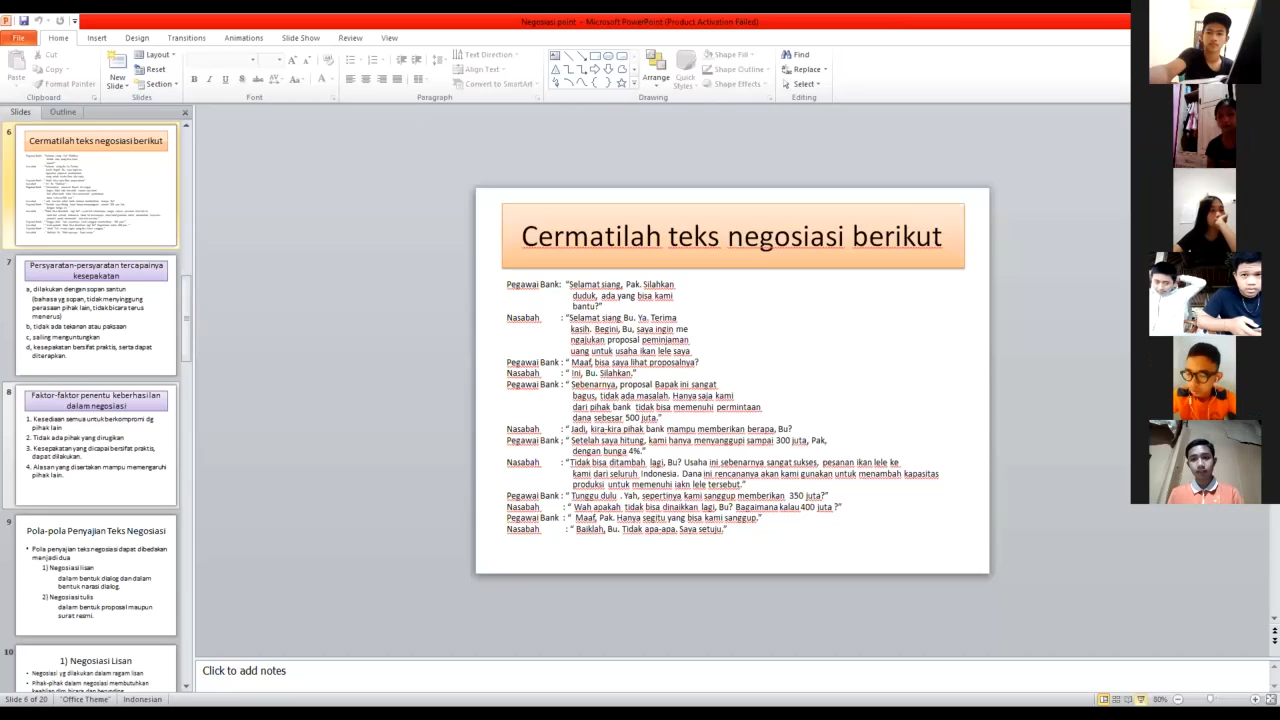 Negosiasi point - Microsoft PowerPoint (Product Activation Failed)
File Home Insert Design Transitions Animations Slide Show Review View
Cut
Copy
Format Painter
Paste
Clipboard
New
Slide
Layout
Reset
Section
Slides
Font
Text Direction
Align Text
Convert to SmartArt
Paragraph
Arrange
Quick
Styles
Shape Fill
Shape Outline
Shape Effects
Drawing
Find
Replace
Select
Editing
Slides Outline
6
Cermatilah teks negosiasi berikut
7
Persyaratan-persyaratan tercapainya
kesepakatan
a, dilakukan dengan sopan santun
(bahasa yg sopan, tidak menyinggung
perasaan pihak lain, tidak bicara terus
menerus)
b, tidak ada tekanan atau paksaan
c, saling menguntungkan
d, kesepakatan bersifat praktis, serta dapat
diterapkan.
8
Faktor-faktor penentu keberhasilan
dalam negosiasi
1. Kesediaan semua untuk berkompromi dg
pihak lain
2. Tidak ada pihak yang dirugikan
3. Kesepakatan yang dicapai bersifat praktis,
dapat dilakukan.
4. Alasan yang disertakan mampu memengaruhi
pihak lain.
9
Pola-pola Penyajian Teks Negosiasi
• Pola penyajian teks negosiasi dapat dibedakan
menjadi dua
1) Negosiasi lisan
dalam bentuk dialog dan dalam
bentuk narasi dialog.
2) Negosiasi tulis
dalam bentuk proposal maupun
surat resmi.
10
1) Negosiasi Lisan
• Negosiasi yg dilakukan dalam ragam lisan
• Pihak-pihak dalam negosiasi membutuhkan
keahlian dlm bicara dan berunding
Cermatilah teks negosiasi berikut
Pegawai Bank: "Selamat siang, Pak. Silahkan
duduk, ada yang bisa kami
bantu?"
Nasabah : "Selamat siang Bu. Ya. Terima
kasih. Begini, Bu, saya ingin me
ngajukan proposal peminjaman
uang untuk usaha ikan lele saya
Pegawai Bank : " Maaf, bisa saya lihat proposalnya?
Nasabah : " Ini, Bu. Silahkan."
Pegawai Bank : " Sebenarnya, proposal Bapak ini sangat
bagus, tidak ada masalah. Hanya saja kami
dari pihak bank tidak bisa memenuhi permintaan
dana sebesar 500 juta."
Nasabah : " Jadi, kira-kira pihak bank mampu memberikan berapa, Bu?
Pegawai Bank ; " Setelah saya hitung, kami hanya menyanggupi sampai 300 juta, Pak,
dengan bunga 4%."
Nasabah : "Tidak bisa ditambah lagi, Bu? Usaha ini sebenarnya sangat sukses, pesanan ikan lele ke
kami dari seluruh Indonesia. Dana ini rencananya akan kami gunakan untuk menambah kapasitas
produksi untuk memenuhi iakn lele tersebut."
Pegawai Bank : " Tunggu dulu . Yah, sepertinya kami sanggup memberikan 350 juta?"
Nasabah : " Wah apakah tidak bisa dinaikkan lagi, Bu? Bagaimana kalau 400 juta ?"
Pegawai Bank : " Maaf, Pak. Hanya segitu yang bisa kami sanggup."
Nasabah : " Baiklah, Bu. Tidak apa-apa. Saya setuju."
Click to add notes
Slide 6 of 20 "Office Theme" Indonesian 80%